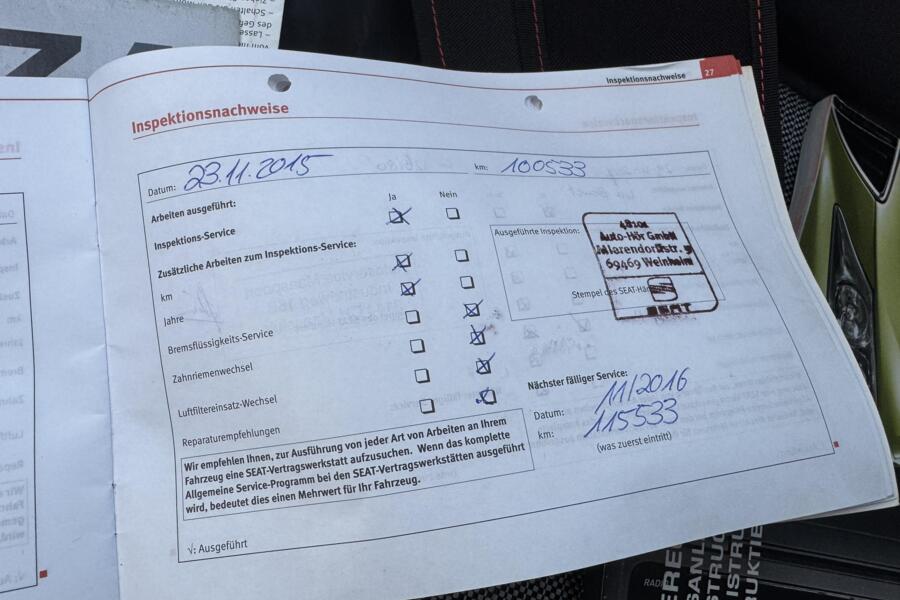 Inspektionsnachweise 27
Inspektionsnachweise
Datum: 23.11.2015 km: 100533
Arbeiten ausgeführt: Ja Nein
Inspektions-Service
Zusätzliche Arbeiten zum Inspektions-Service:
km
Jahre
Bremsflüssigkeits-Service
Zahnriemenwechsel
Luftfiltereinsatz-Wechsel
Reparaturempfehlungen
Ausgeführte Inspektion:
Auto-Hör GmbH
69469 Weinheim
Stempel des SEAT-Hä
SEAT
Nächster fälliger Service:
Datum: 11/2016
km: 115533
(was zuerst eintritt)
Wir empfehlen Ihnen, zur Ausführung von jeder Art von Arbeiten an Ihrem
Fahrzeug eine SEAT-Vertragswerkstatt aufzusuchen. Wenn das komplette
Allgemeine Service-Programm bei den SEAT-Vertragswerkstätten ausgeführt
wird, bedeutet dies einen Mehrwert für Ihr Fahrzeug.
√: Ausgeführt